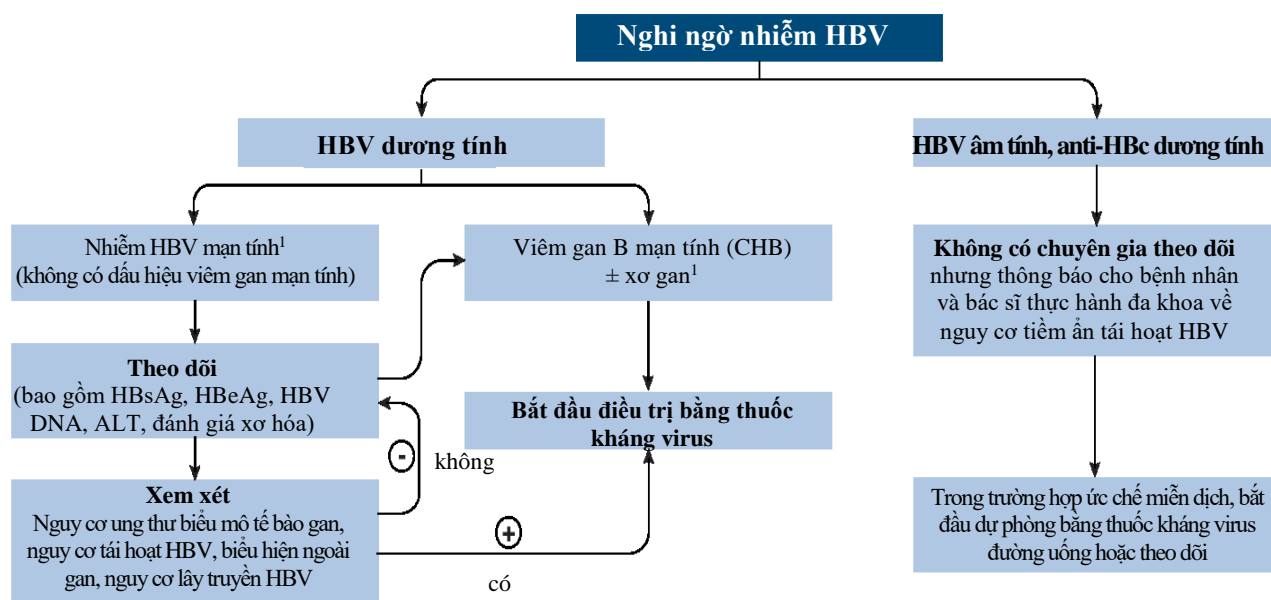 Nghi ngờ nhiễm HBV
HBV dương tính
HBV âm tính, anti-HBc dương tính
Nhiễm HBV mạn tính¹
(không có dấu hiệu viêm gan mạn tính)
Viêm gan B mạn tính (CHB)
± xơ gan¹
Không có chuyên gia theo dõi
nhưng thông báo cho bệnh nhân
và bác sĩ thực hành đa khoa về
nguy cơ tiềm ẩn tái hoạt HBV
Theo dõi
(bao gồm HBsAg, HBeAg, HBV
DNA, ALT, đánh giá xơ hóa)
Bắt đầu điều trị bằng thuốc
kháng virus
-
không
Xem xét
Nguy cơ ung thư biểu mô tế bào gan,
nguy cơ tái hoạt HBV, biểu hiện ngoài
gan, nguy cơ lây truyền HBV
+
có
Trong trường hợp ức chế miễn dịch, bắt
đầu dự phòng bằng thuốc kháng virus
đường uống hoặc theo dõi